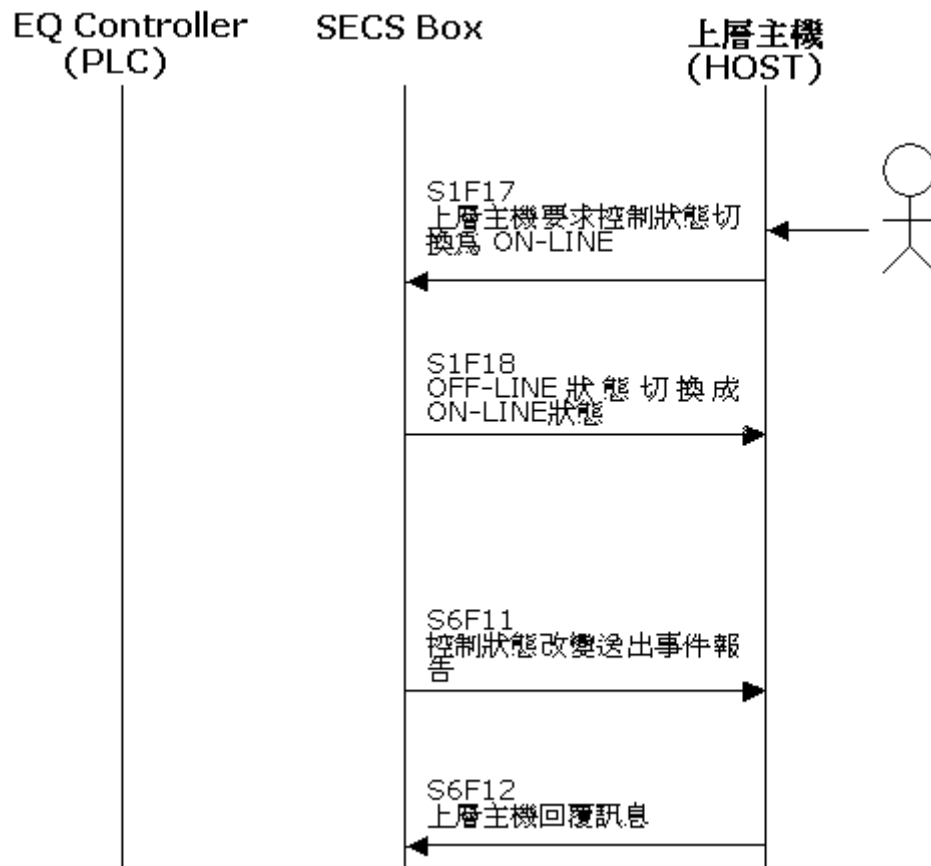 EQ Controller
(PLC)
SECS Box
上層主機
(HOST)
S1F17
上層主機要求控制狀態切
換為 ON-LINE
S1F18
OFF-LINE 狀態切換成
ON-LINE狀態
S6F11
控制狀態改變送出事件報
告
S6F12
上層主機回覆訊息